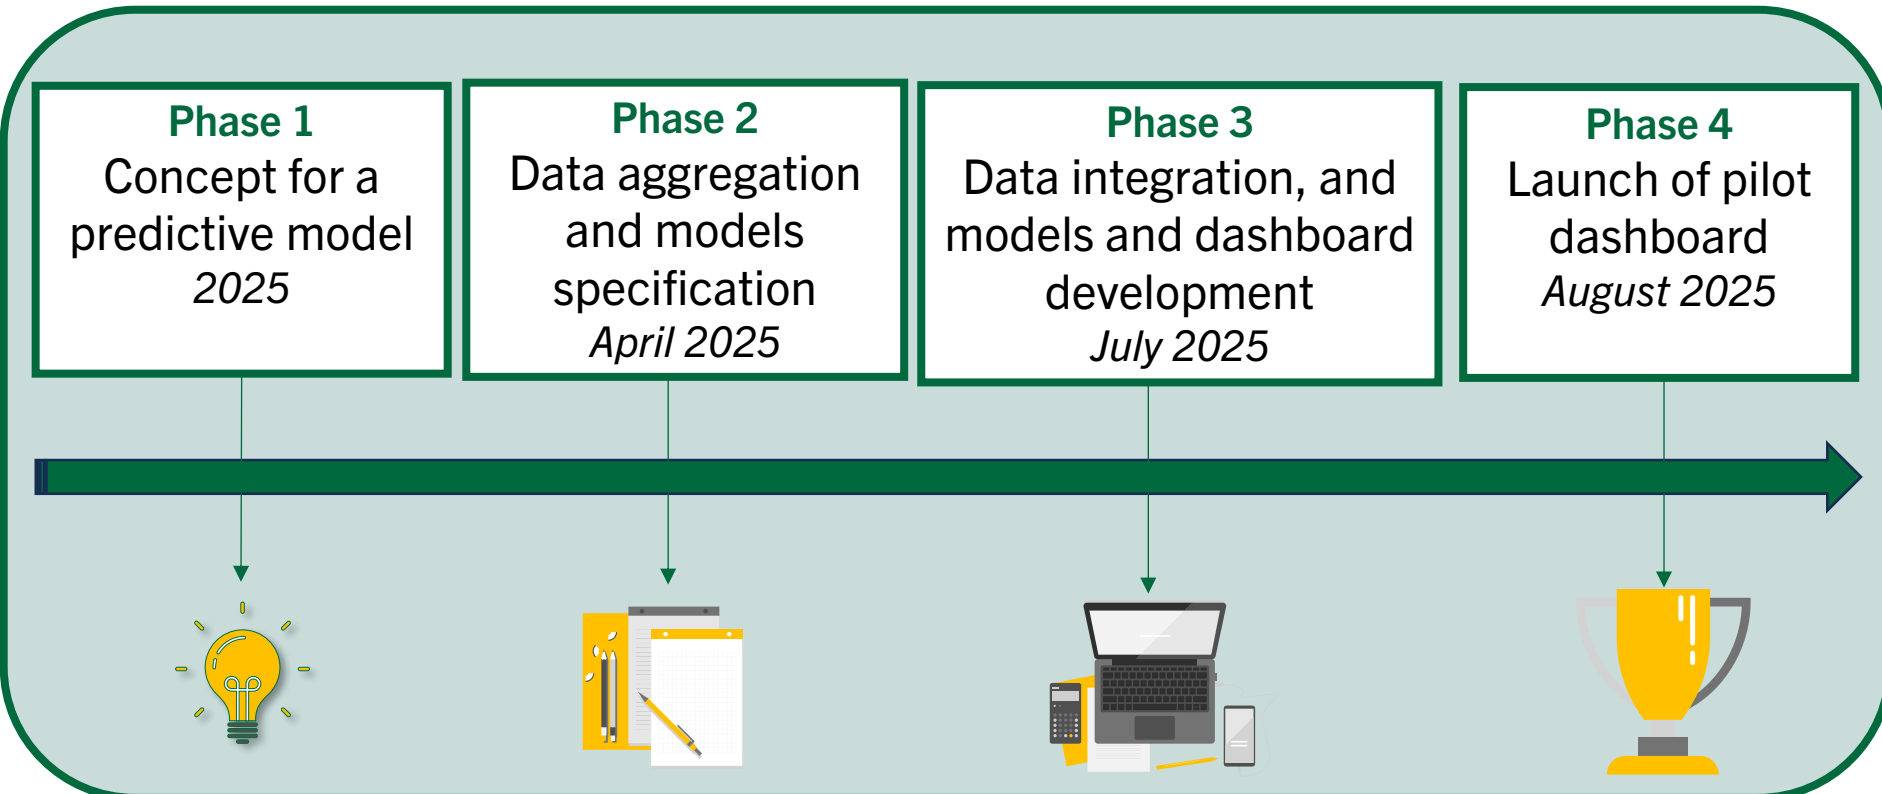 Phase 1
Concept for a
predictive model
2025
Phase 2
Data aggregation
and models
specification
April 2025
Phase 3
Data integration, and
models and dashboard
development
July 2025
Phase 4
Launch of pilot
dashboard
August 2025